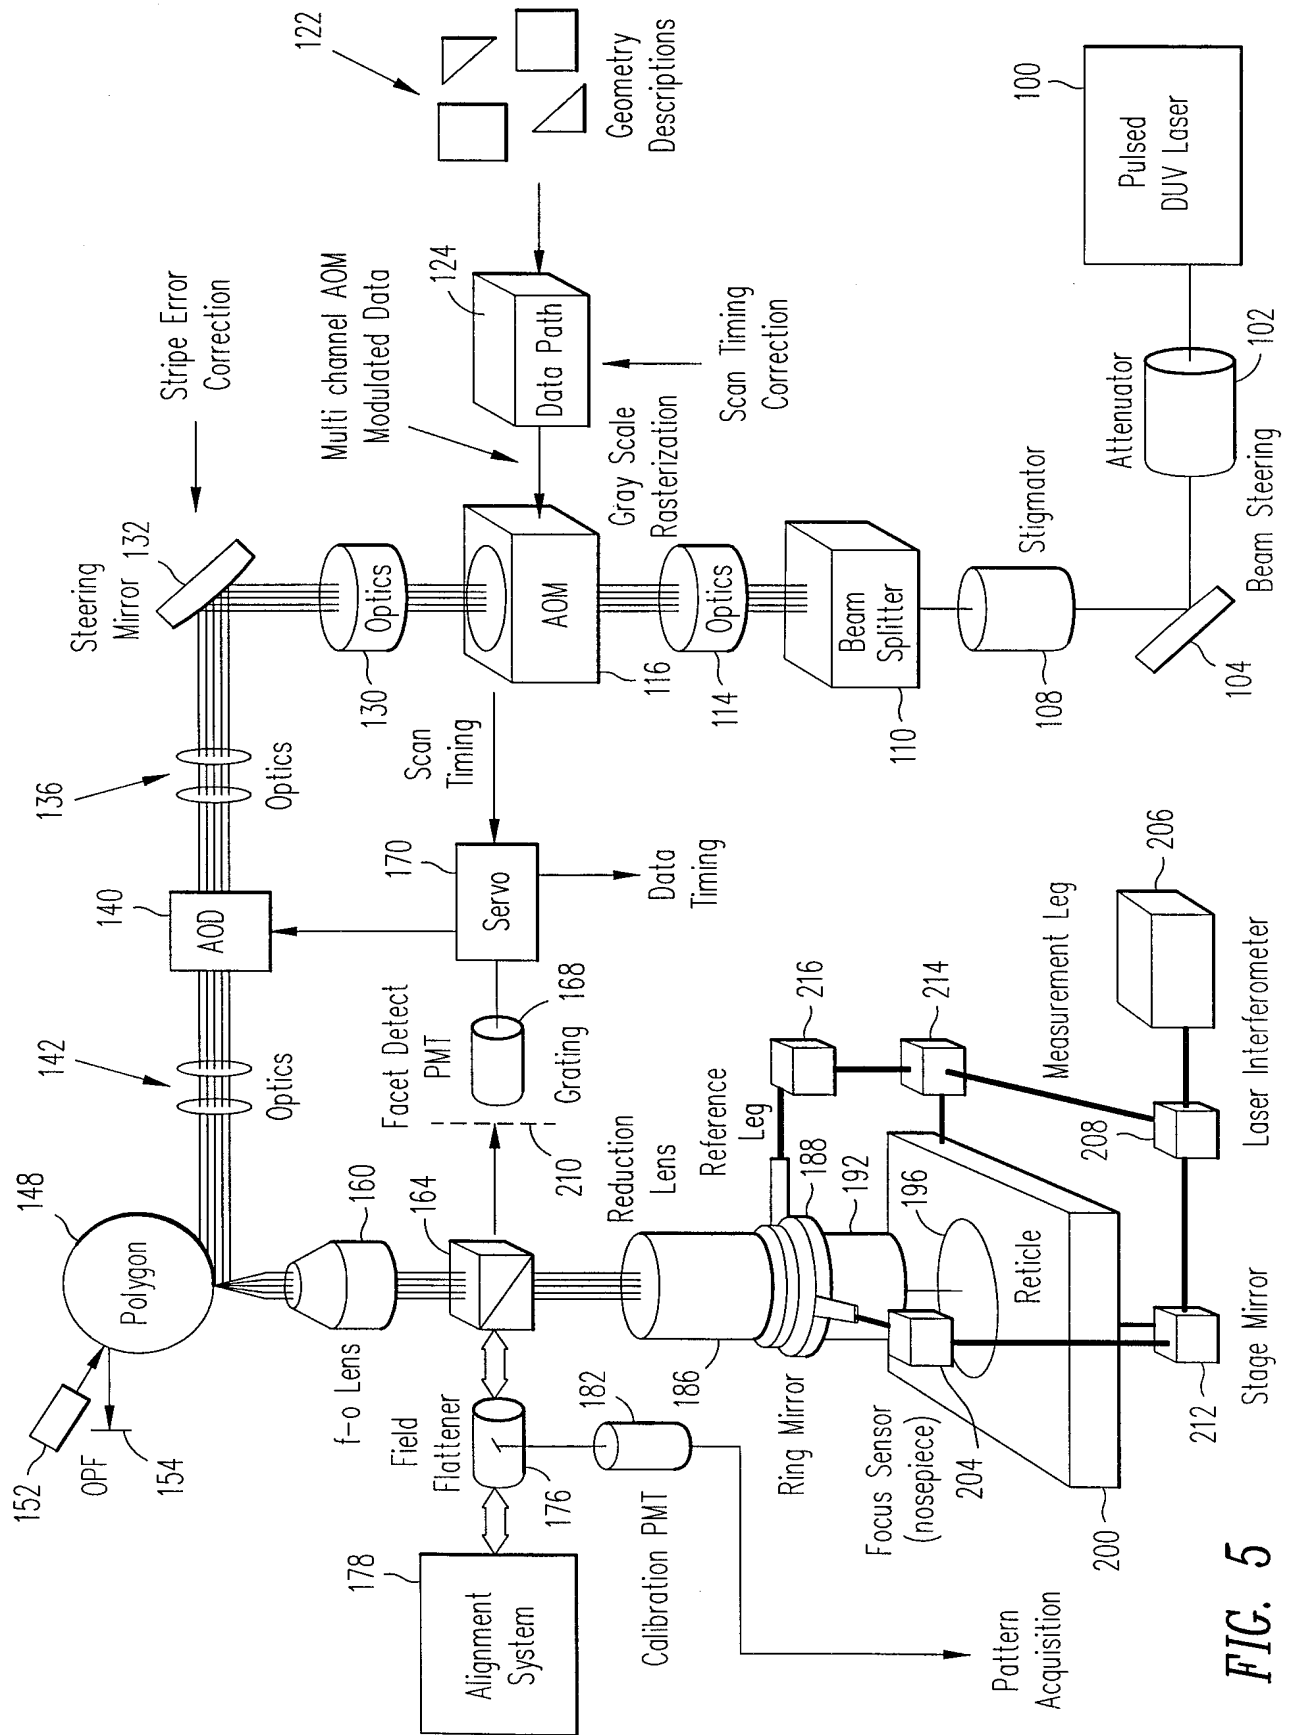 152
OPF
154
148
Polygon
142
Optics
140
AOD
136
Optics
Steering
Mirror 132
Stripe Error
Correction
122
Geometry
Descriptions
f-o Lens
160
164
Facet Detect
PMT
168
Grating
210
170
Servo
Data
Timing
Scan
Timing
130
Optics
AOM
116
Multi channel AOM
Modulated Data
124
Data Path
Gray Scale
Rasterization
Scan Timing
Correction
178
Alignment
System
Field
Flattener
176
182
Calibration PMT
Pattern
Acquisition
Reduction
Lens
186
Ring Mirror
Reference
Leg
188
192
196
Reticle
Focus Sensor
(nosepiece)
204
200
216
214
Measurement Leg
206
208
Laser Interferometer
212
Stage Mirror
114
Optics
Beam
Splitter
110
Stigmator
108
104
Beam Steering
Attenuator
102
100
Pulsed
DUV Laser
FIG. 5